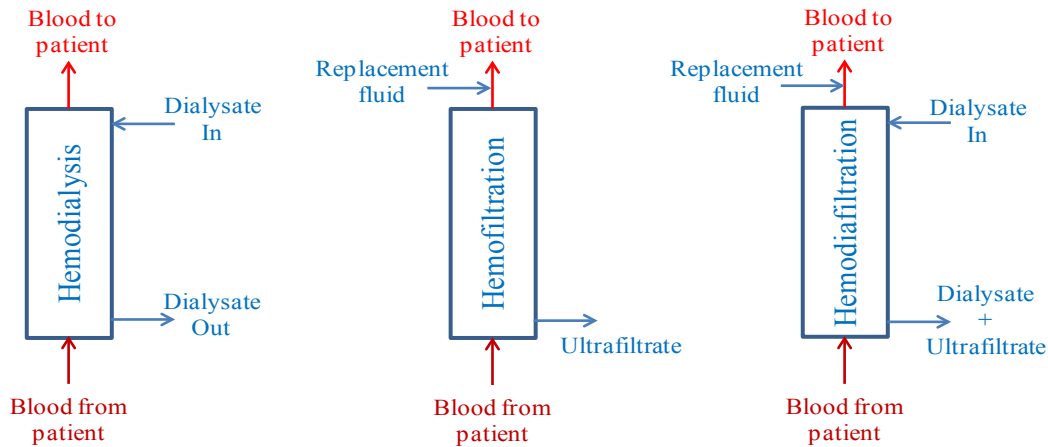 Blood to
patient
Dialysate
In
Hemodialysis
Dialysate
Out
Blood from
patient
Blood to
patient
Replacement
fluid
Hemofiltration
Ultrafiltrate
Blood from
patient
Blood to
patient
Replacement
fluid
Dialysate
In
Hemodiafiltration
Dialysate
+
Ultrafiltrate
Blood from
patient